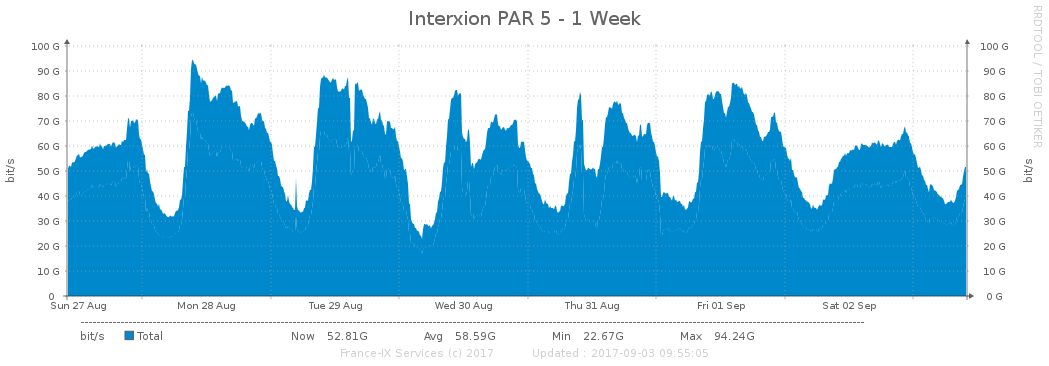 Interxion PAR 5 - 1 Week
RRDTOOL / TOBI OETIKER
100 G 100 G
90 G 90 G
80 G 80 G
70 G 70 G
60 G 60 G
50 G 50 G
40 G 40 G
30 G 30 G
20 G 20 G
10 G 10 G
0 0 G
bit/s bit/s
Sun 27 Aug Mon 28 Aug Tue 29 Aug Wed 30 Aug Thu 31 Aug Fri 01 Sep Sat 02 Sep
bit/s Total Now 52.81G Avg 58.59G Min 22.67G Max 94.24G
France-IX Services (c) 2017 Updated : 2017-09-03 09:55:05